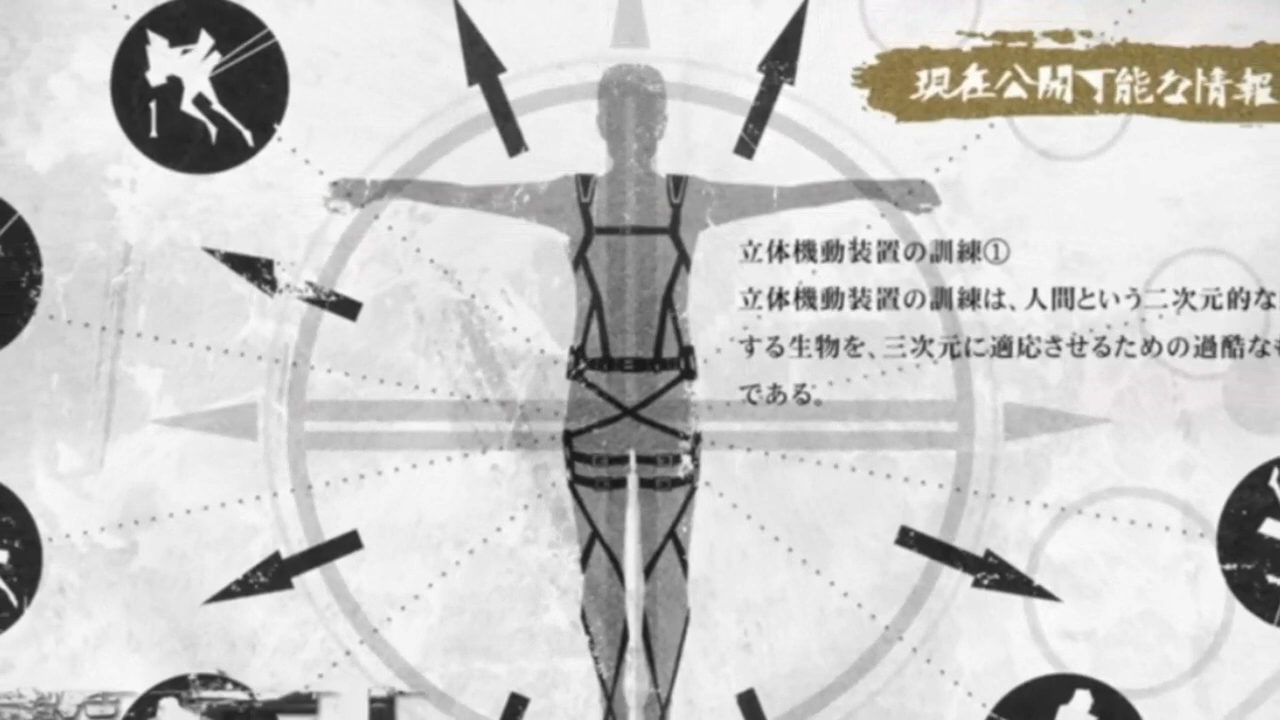 現在公開可能な情報
立体機動装置の訓練①
立体機動装置の訓練は、人間という二次元的な
する生物を、三次元に適応させるための過酷な
である。
1